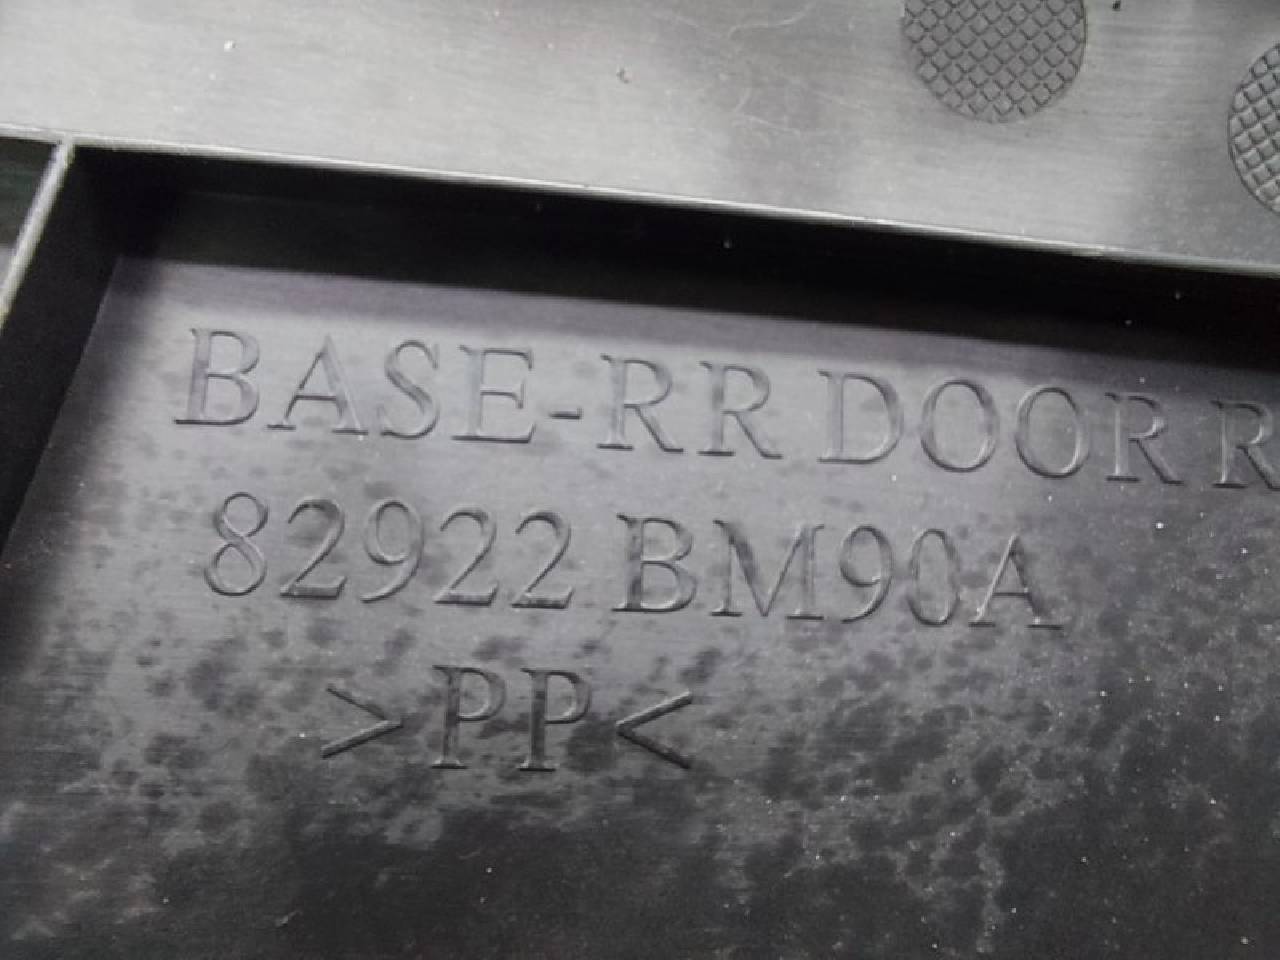 BASE-RR DOOR R
82922 BM90A
>PP<